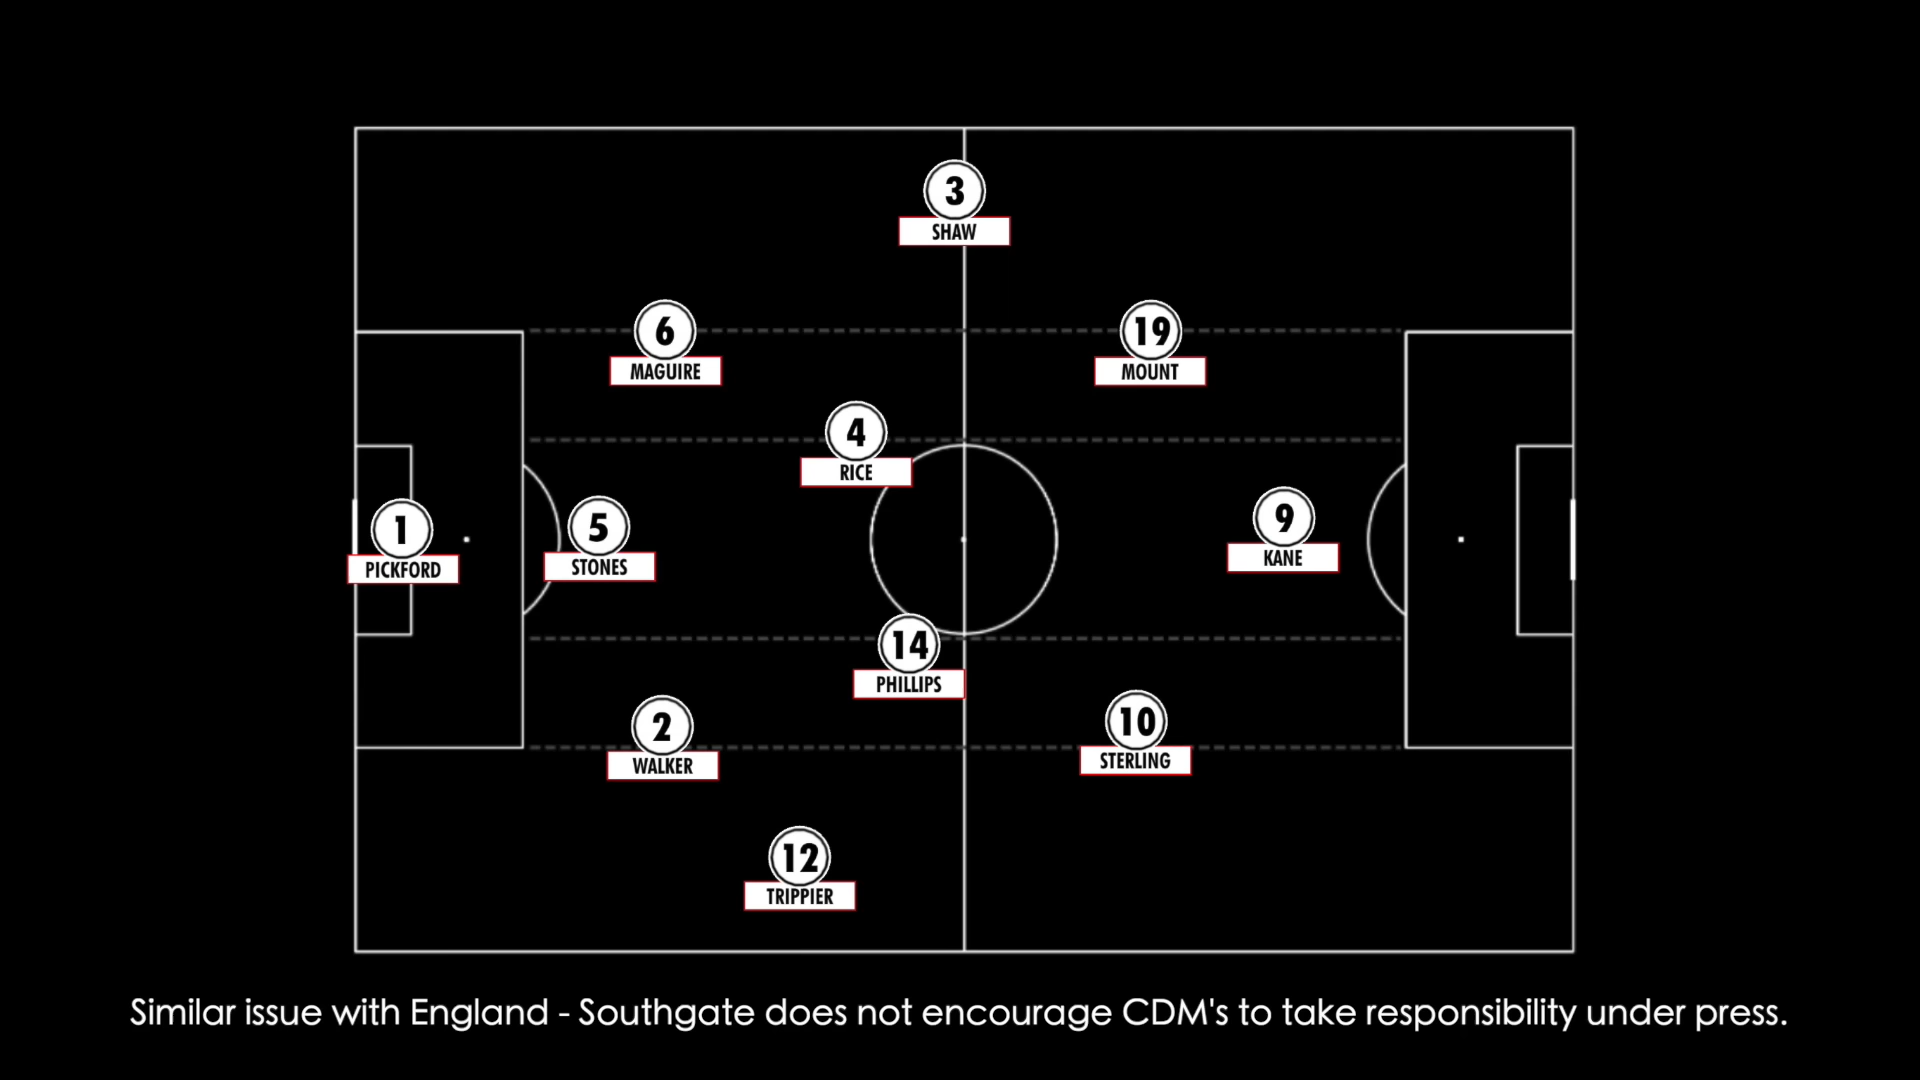 3
SHAW
6
MAGUIRE
19
MOUNT
4
RICE
1
PICKFORD
5
STONES
9
KANE
14
PHILLIPS
2
WALKER
10
STERLING
12
TRIPPIER
Similar issue with England - Southgate does not encourage CDM's to take responsibility under press.